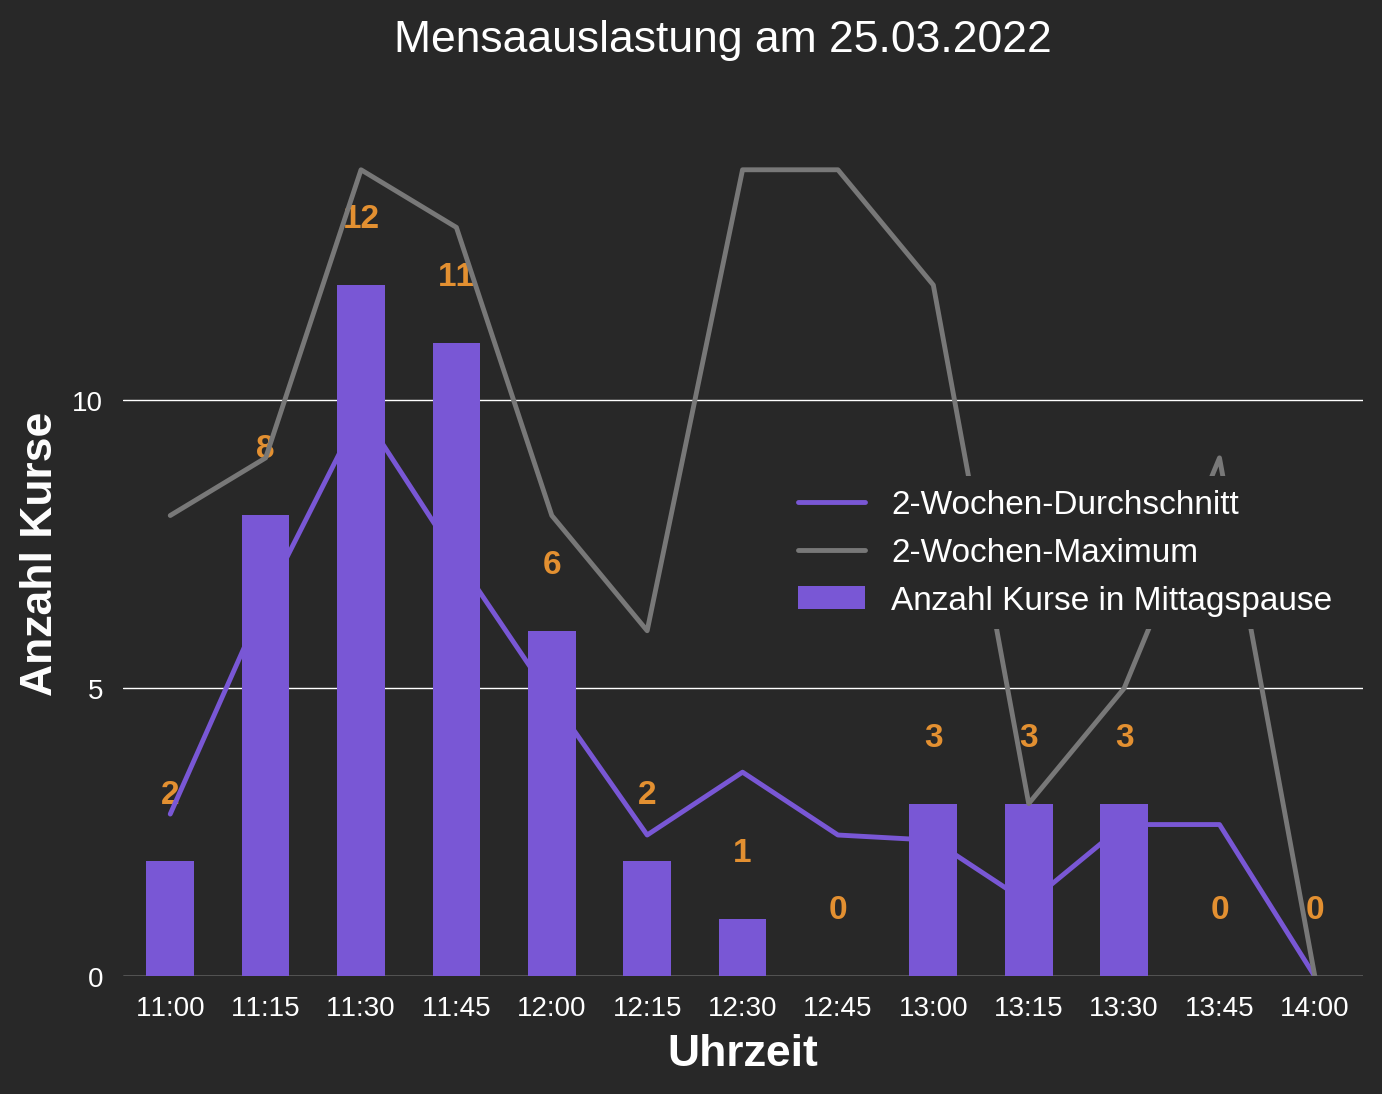 Mensaauslastung am 25.03.2022
12
11
10
8
2-Wochen-Durchschnitt
2-Wochen-Maximum
6
Anzahl Kurse in Mittagspause
Anzahl Kurse
5
3 3 3
2 2
1
0 0 0
0
11:00 11:15 11:30 11:45 12:00 12:15 12:30 12:45 13:00 13:15 13:30 13:45 14:00
Uhrzeit